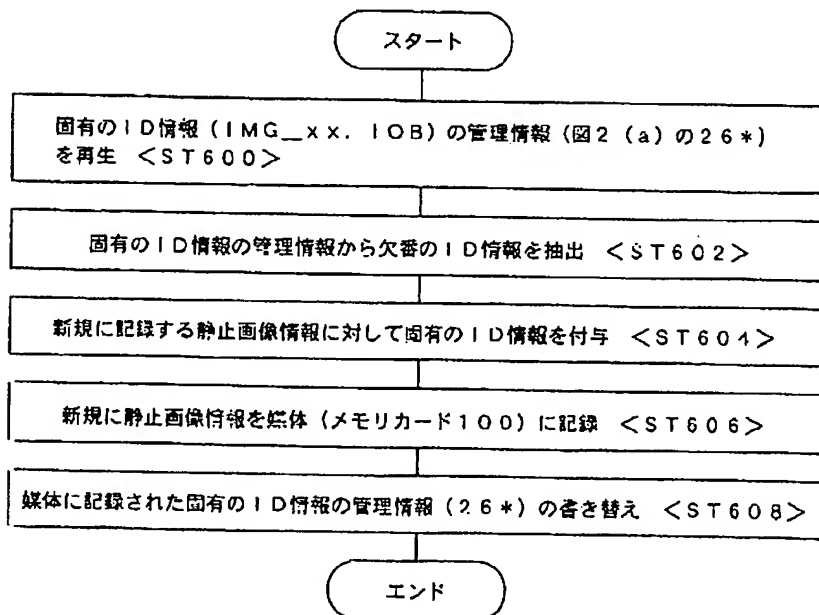 スタート
固有のID情報(IMG__xx.IOB)の管理情報(図2(a)の26*)
を再生 <ST600>
固有のID情報の管理情報から欠番のID情報を抽出 <ST602>
新規に記録する静止画像情報に対して固有のID情報を付与 <ST604>
新規に静止画像情報を媒体(メモリカード100)に記録 <ST606>
媒体に記録された固有のID情報の管理情報(26*)の書き替え <ST608>
エンド